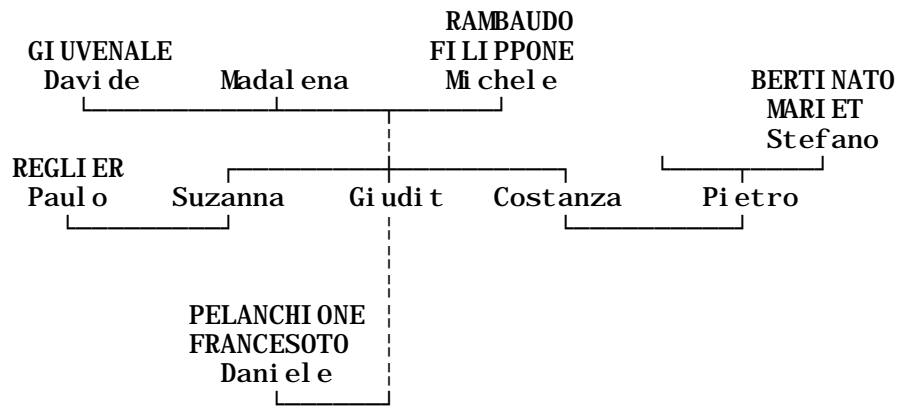 RAMBAUDO
GIUVENALE FILIPPONE
Davide Madalena Michele BERTINATO
MARIET
Stefano
REGLIER
Paulo Suzanna Giudit Costanza Pietro
PELANCHIONE
FRANCESOTO
Daniele